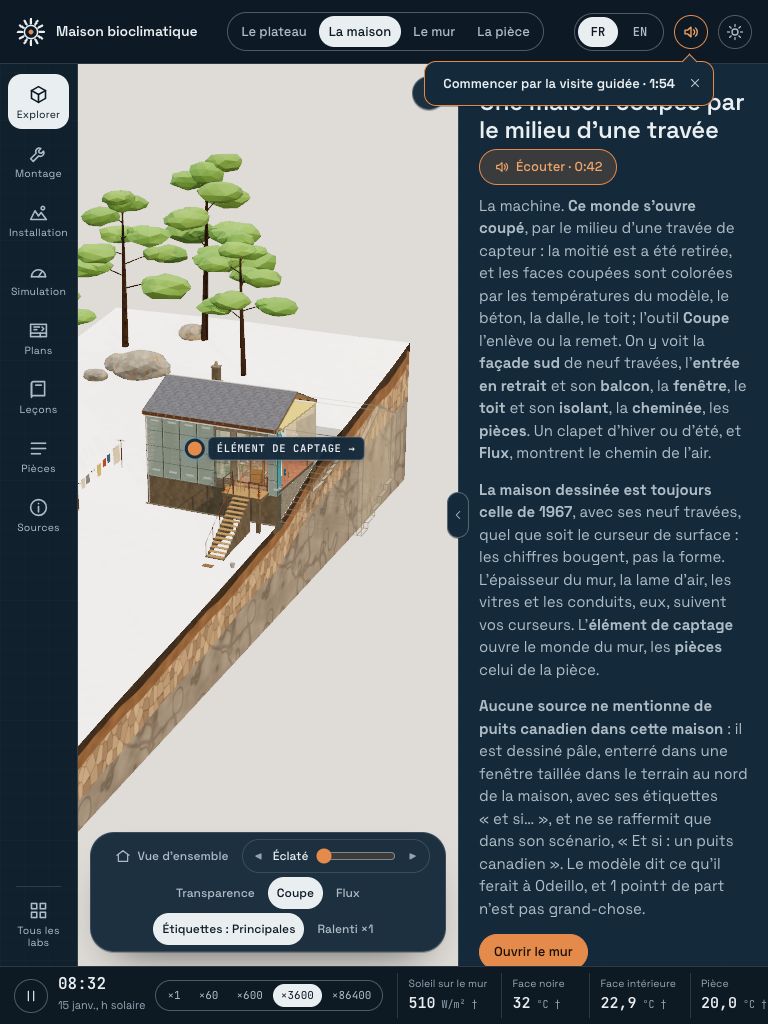 Maison bioclimatique
Le plateau
La maison
Le mur
La pièce
FR
EN
Commencer par la visite guidée · 1:54
Explorer
Montage
Installation
Simulation
Plans
Leçons
Pièces
Sources
Tous les
labs
ÉLÉMENT DE CAPTAGE →
Une maison coupée par
le milieu d'une travée
Écouter · 0:42
La machine. Ce monde s'ouvre
coupé, par le milieu d'une travée de
capteur : la moitié est a été retirée,
et les faces coupées sont colorées
par les températures du modèle, le
béton, la dalle, le toit ; l'outil Coupe
l'enlève ou la remet. On y voit la
façade sud de neuf travées, l'entrée
en retrait et son balcon, la fenêtre, le
toit et son isolant, la cheminée, les
pièces. Un clapet d'hiver ou d'été, et
Flux, montrent le chemin de l'air.
La maison dessinée est toujours
celle de 1967, avec ses neuf travées,
quel que soit le curseur de surface :
les chiffres bougent, pas la forme.
L'épaisseur du mur, la lame d'air, les
vitres et les conduits, eux, suivent
vos curseurs. L'élément de captage
ouvre le monde du mur, les pièces
celui de la pièce.
Aucune source ne mentionne de
puits canadien dans cette maison : il
est dessiné pâle, enterré dans une
fenêtre taillée dans le terrain au nord
de la maison, avec ses étiquettes
« et si… », et ne se raffermit que
dans son scénario, « Et si : un puits
canadien ». Le modèle dit ce qu'il
ferait à Odeillo, et 1 point† de part
n'est pas grand-chose.
Ouvrir le mur
Vue d'ensemble
◄ Éclaté ►
Transparence
Coupe
Flux
Étiquettes : Principales
Ralenti ×1
08:32
15 janv., h solaire
×1
×60
×600
×3600
×86400
Soleil sur le mur
510 W/m² †
Face noire
32 °C †
Face intérieure
22,9 °C †
Pièce
20,0 °C †